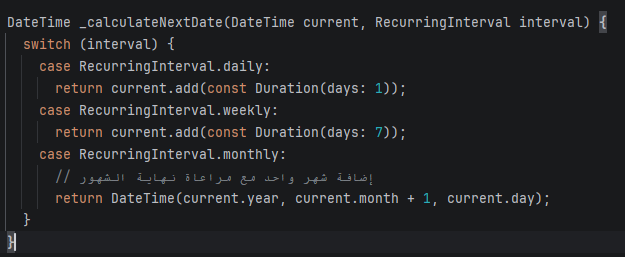 DateTime _calculateNextDate(DateTime current, RecurringInterval interval) {
switch (interval) {
case RecurringInterval.daily:
return current.add(const Duration(days: 1));
case RecurringInterval.weekly:
return current.add(const Duration(days: 7));
case RecurringInterval.monthly:
// إضافة شهر واحد مع مراعاة نهاية الشهور
return DateTime(current.year, current.month + 1, current.day);
}
}